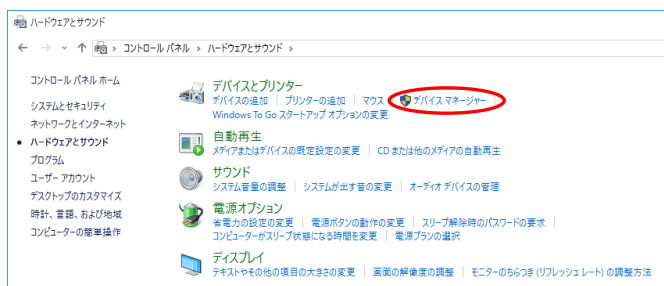 ハードウェアとサウンド
コントロール パネル › ハードウェアとサウンド ›
コントロール パネル ホーム
システムとセキュリティ
ネットワークとインターネット
ハードウェアとサウンド
プログラム
ユーザー アカウント
デスクトップのカスタマイズ
時計、言語、および地域
コンピューターの簡単操作
デバイスとプリンター
デバイスの追加 | プリンターの追加 | マウス | デバイス マネージャー
Windows To Go スタートアップ オプションの変更
自動再生
メディアまたはデバイスの既定設定の変更 | CD または他のメディアの自動再生
サウンド
システム音量の調整 | システムが出す音の変更 | オーディオ デバイスの管理
電源オプション
省電力の設定の変更 | 電源ボタンの動作の変更 | スリープ解除時のパスワードの要求 |
コンピューターがスリープ状態になる時間を変更 | 電源プランの選択
ディスプレイ
テキストやその他の項目の大きさの変更 | 画面の解像度の調整 | モニターのちらつき (リフレッシュ レート) の調整方法